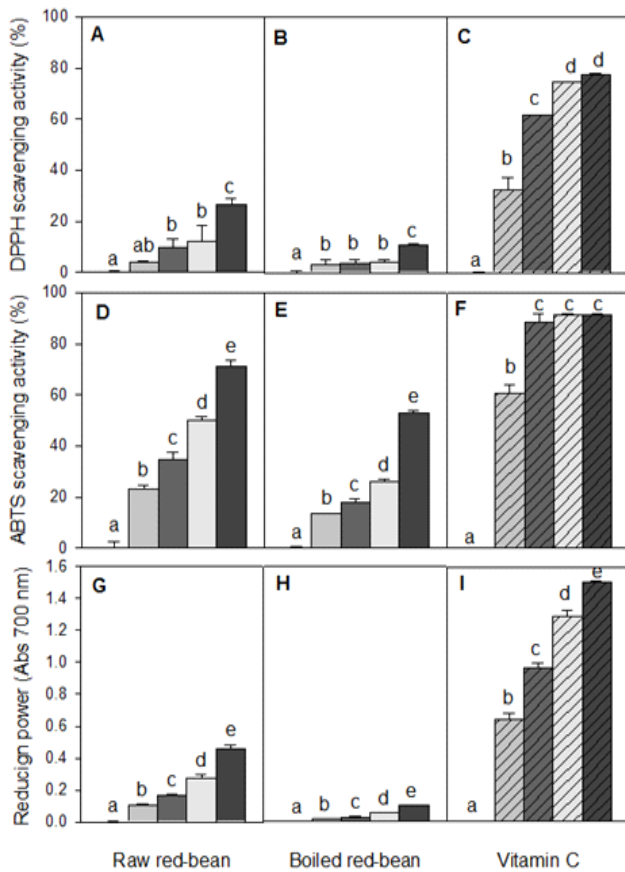 DPPH scavenging activity (%)
100
80
60
40
20
0
A
a
ab
b
b
c
B
a
b
b
b
c
C
b
c
d
d
ABTS scavenging activity (%)
100
80
60
40
20
0
D
a
b
c
d
e
E
a
b
c
d
e
F
a
b
c
c
c
Reducign power (Abs 700 nm)
1.6
1.4
1.2
1.0
0.8
0.6
0.4
0.2
0.0
G
a
b
c
d
e
H
a
b
c
d
e
I
a
b
c
d
e
Raw red-bean
Boiled red-bean
Vitamin C